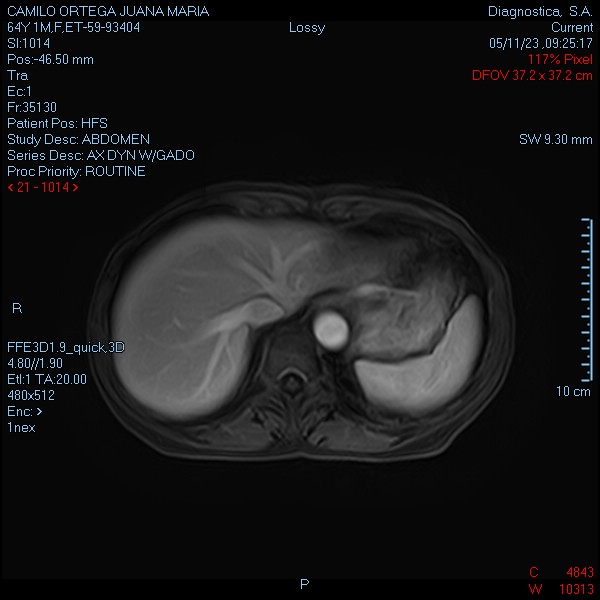 CAMILO ORTEGA JUANA MARIA
64Y 1M,F,ET-59-93404
SI:1014
Pos:-46.50 mm
Tra
Ec:1
Fr:35130
Patient Pos: HFS
Study Desc: ABDOMEN
Series Desc: AX DYN W/GADO
Proc Priority: ROUTINE
< 21 - 1014 >
Lossy
Diagnostica, S.A.
Current
05/11/23 ,09:25:17
117% Pixel
DFOV 37.2 x 37.2 cm
SW 9.30 mm
R
FFE3D1.9_quick,3D
4.80//1.90
Etl:1 TA:20.00
480x512
Enc: >
1nex
10 cm
P
C 4843
W 10313